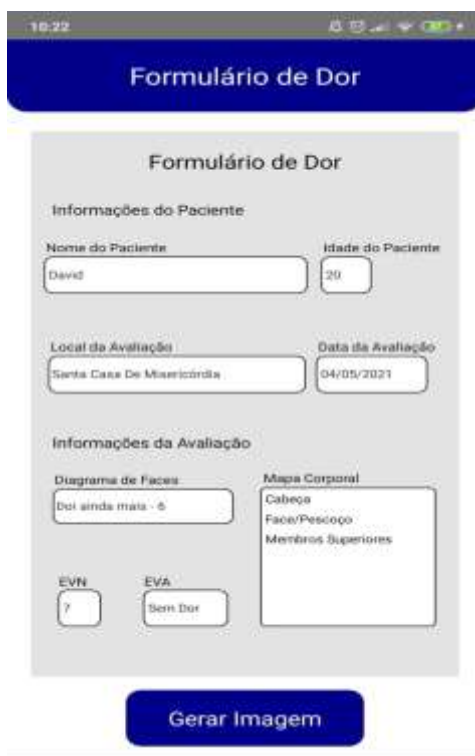 10:22
Formulário de Dor
Formulário de Dor
Informações do Paciente
Nome do Paciente
Idade do Paciente
David
20
Local da Avaliação
Data da Avaliação
Santa Casa De Misericórdia
04/05/2021
Informações da Avaliação
Diagrama de Faces
Mapa Corporal
Doi ainda mais - 6
Cabeça
Face/Pescoço
Membros Superiores
EVN
EVA
7
Sem Dor
Gerar Imagem